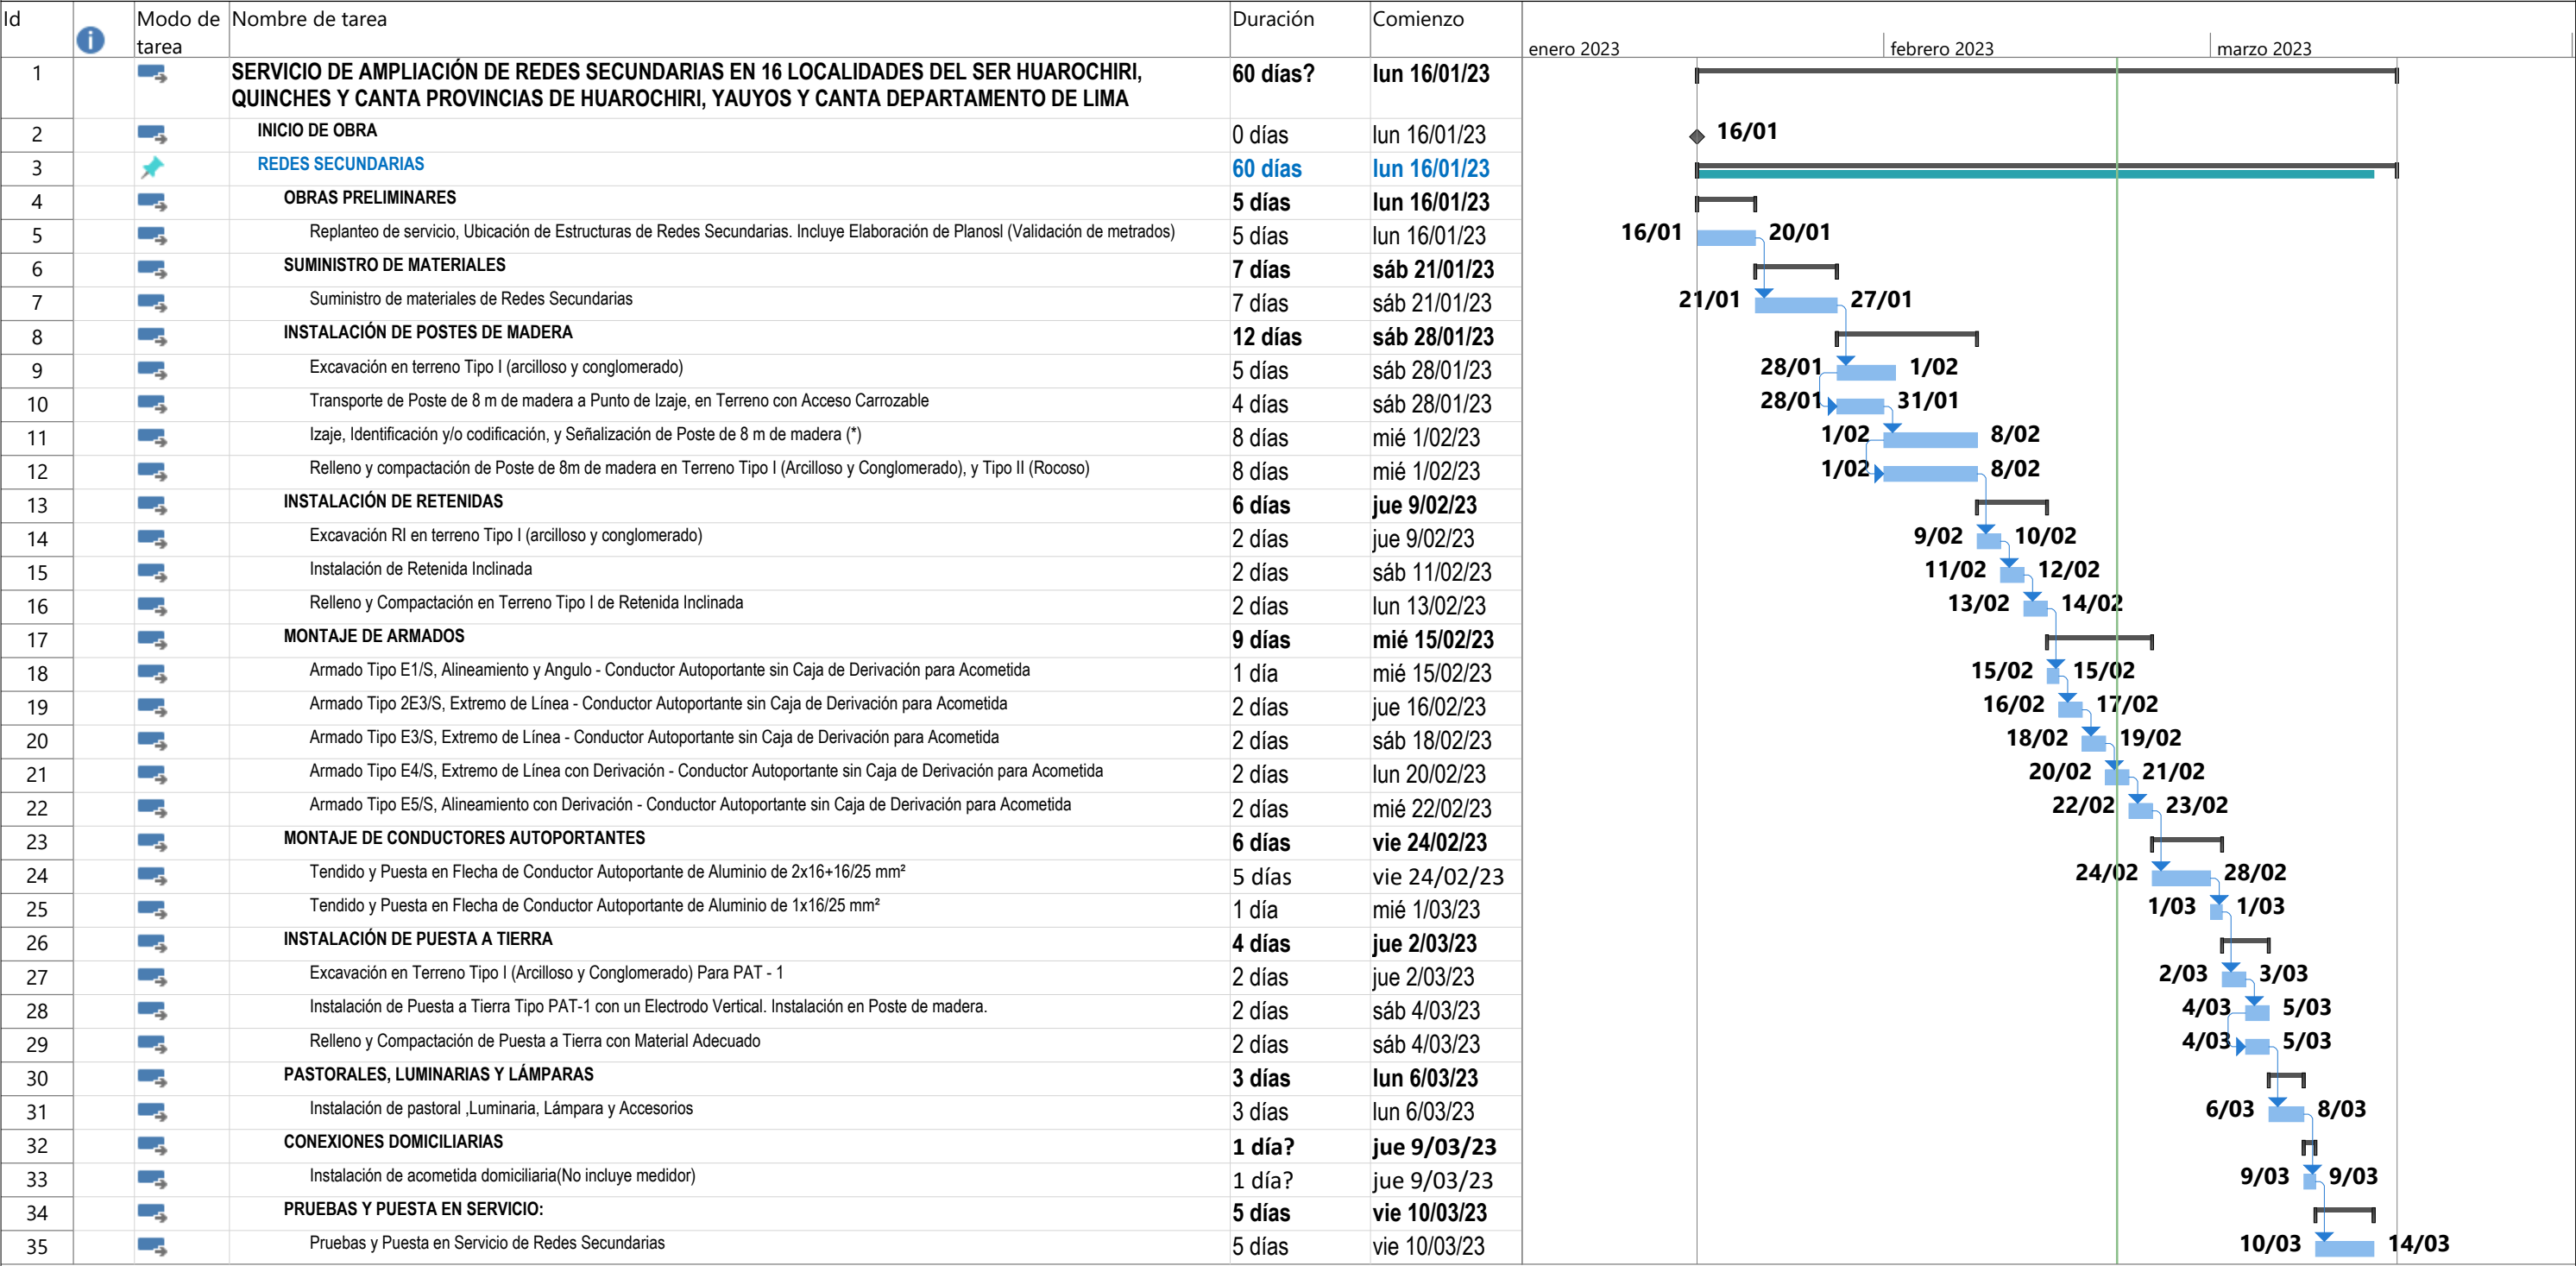 Id Modo de tarea Nombre de tarea Duración Comienzo enero 2023 febrero 2023 marzo 2023
1 SERVICIO DE AMPLIACIÓN DE REDES SECUNDARIAS EN 16 LOCALIDADES DEL SER HUAROCHIRI, 60 días? lun 16/01/23
QUINCHES Y CANTA PROVINCIAS DE HUAROCHIRI, YAUYOS Y CANTA DEPARTAMENTO DE LIMA
2 INICIO DE OBRA 0 días lun 16/01/23 16/01
3 REDES SECUNDARIAS 60 días lun 16/01/23
4 OBRAS PRELIMINARES 5 días lun 16/01/23
5 Replanteo de servicio, Ubicación de Estructuras de Redes Secundarias. Incluye Elaboración de Planosl (Validación de metrados) 5 días lun 16/01/23 16/01 20/01
6 SUMINISTRO DE MATERIALES 7 días sáb 21/01/23
7 Suministro de materiales de Redes Secundarias 7 días sáb 21/01/23 21/01 27/01
8 INSTALACIÓN DE POSTES DE MADERA 12 días sáb 28/01/23
9 Excavación en terreno Tipo I (arcilloso y conglomerado) 5 días sáb 28/01/23 28/01 1/02
10 Transporte de Poste de 8 m de madera a Punto de Izaje, en Terreno con Acceso Carrozable 4 días sáb 28/01/23 28/01 31/01
11 Izaje, Identificación y/o codificación, y Señalización de Poste de 8 m de madera (*) 8 días mié 1/02/23 1/02 8/02
12 Relleno y compactación de Poste de 8m de madera en Terreno Tipo I (Arcilloso y Conglomerado), y Tipo II (Rocoso) 8 días mié 1/02/23 1/02 8/02
13 INSTALACIÓN DE RETENIDAS 6 días jue 9/02/23
14 Excavación RI en terreno Tipo I (arcilloso y conglomerado) 2 días jue 9/02/23 9/02 10/02
15 Instalación de Retenida Inclinada 2 días sáb 11/02/23 11/02 12/02
16 Relleno y Compactación en Terreno Tipo I de Retenida Inclinada 2 días lun 13/02/23 13/02 14/02
17 MONTAJE DE ARMADOS 9 días mié 15/02/23
18 Armado Tipo E1/S, Alineamiento y Angulo - Conductor Autoportante sin Caja de Derivación para Acometida 1 día mié 15/02/23 15/02 15/02
19 Armado Tipo 2E3/S, Extremo de Línea - Conductor Autoportante sin Caja de Derivación para Acometida 2 días jue 16/02/23 16/02 17/02
20 Armado Tipo E3/S, Extremo de Línea - Conductor Autoportante sin Caja de Derivación para Acometida 2 días sáb 18/02/23 18/02 19/02
21 Armado Tipo E4/S, Extremo de Línea con Derivación - Conductor Autoportante sin Caja de Derivación para Acometida 2 días lun 20/02/23 20/02 21/02
22 Armado Tipo E5/S, Alineamiento con Derivación - Conductor Autoportante sin Caja de Derivación para Acometida 2 días mié 22/02/23 22/02 23/02
23 MONTAJE DE CONDUCTORES AUTOPORTANTES 6 días vie 24/02/23
24 Tendido y Puesta en Flecha de Conductor Autoportante de Aluminio de 2x16+16/25 mm² 5 días vie 24/02/23 24/02 28/02
25 Tendido y Puesta en Flecha de Conductor Autoportante de Aluminio de 1x16/25 mm² 1 día mié 1/03/23 1/03 1/03
26 INSTALACIÓN DE PUESTA A TIERRA 4 días jue 2/03/23
27 Excavación en Terreno Tipo I (Arcilloso y Conglomerado) Para PAT - 1 2 días jue 2/03/23 2/03 3/03
28 Instalación de Puesta a Tierra Tipo PAT-1 con un Electrodo Vertical. Instalación en Poste de madera. 2 días sáb 4/03/23 4/03 5/03
29 Relleno y Compactación de Puesta a Tierra con Material Adecuado 2 días sáb 4/03/23 4/03 5/03
30 PASTORALES, LUMINARIAS Y LÁMPARAS 3 días lun 6/03/23
31 Instalación de pastoral ,Luminaria, Lámpara y Accesorios 3 días lun 6/03/23 6/03 8/03
32 CONEXIONES DOMICILIARIAS 1 día? jue 9/03/23
33 Instalación de acometida domiciliaria(No incluye medidor) 1 día? jue 9/03/23 9/03 9/03
34 PRUEBAS Y PUESTA EN SERVICIO: 5 días vie 10/03/23
35 Pruebas y Puesta en Servicio de Redes Secundarias 5 días vie 10/03/23 10/03 14/03